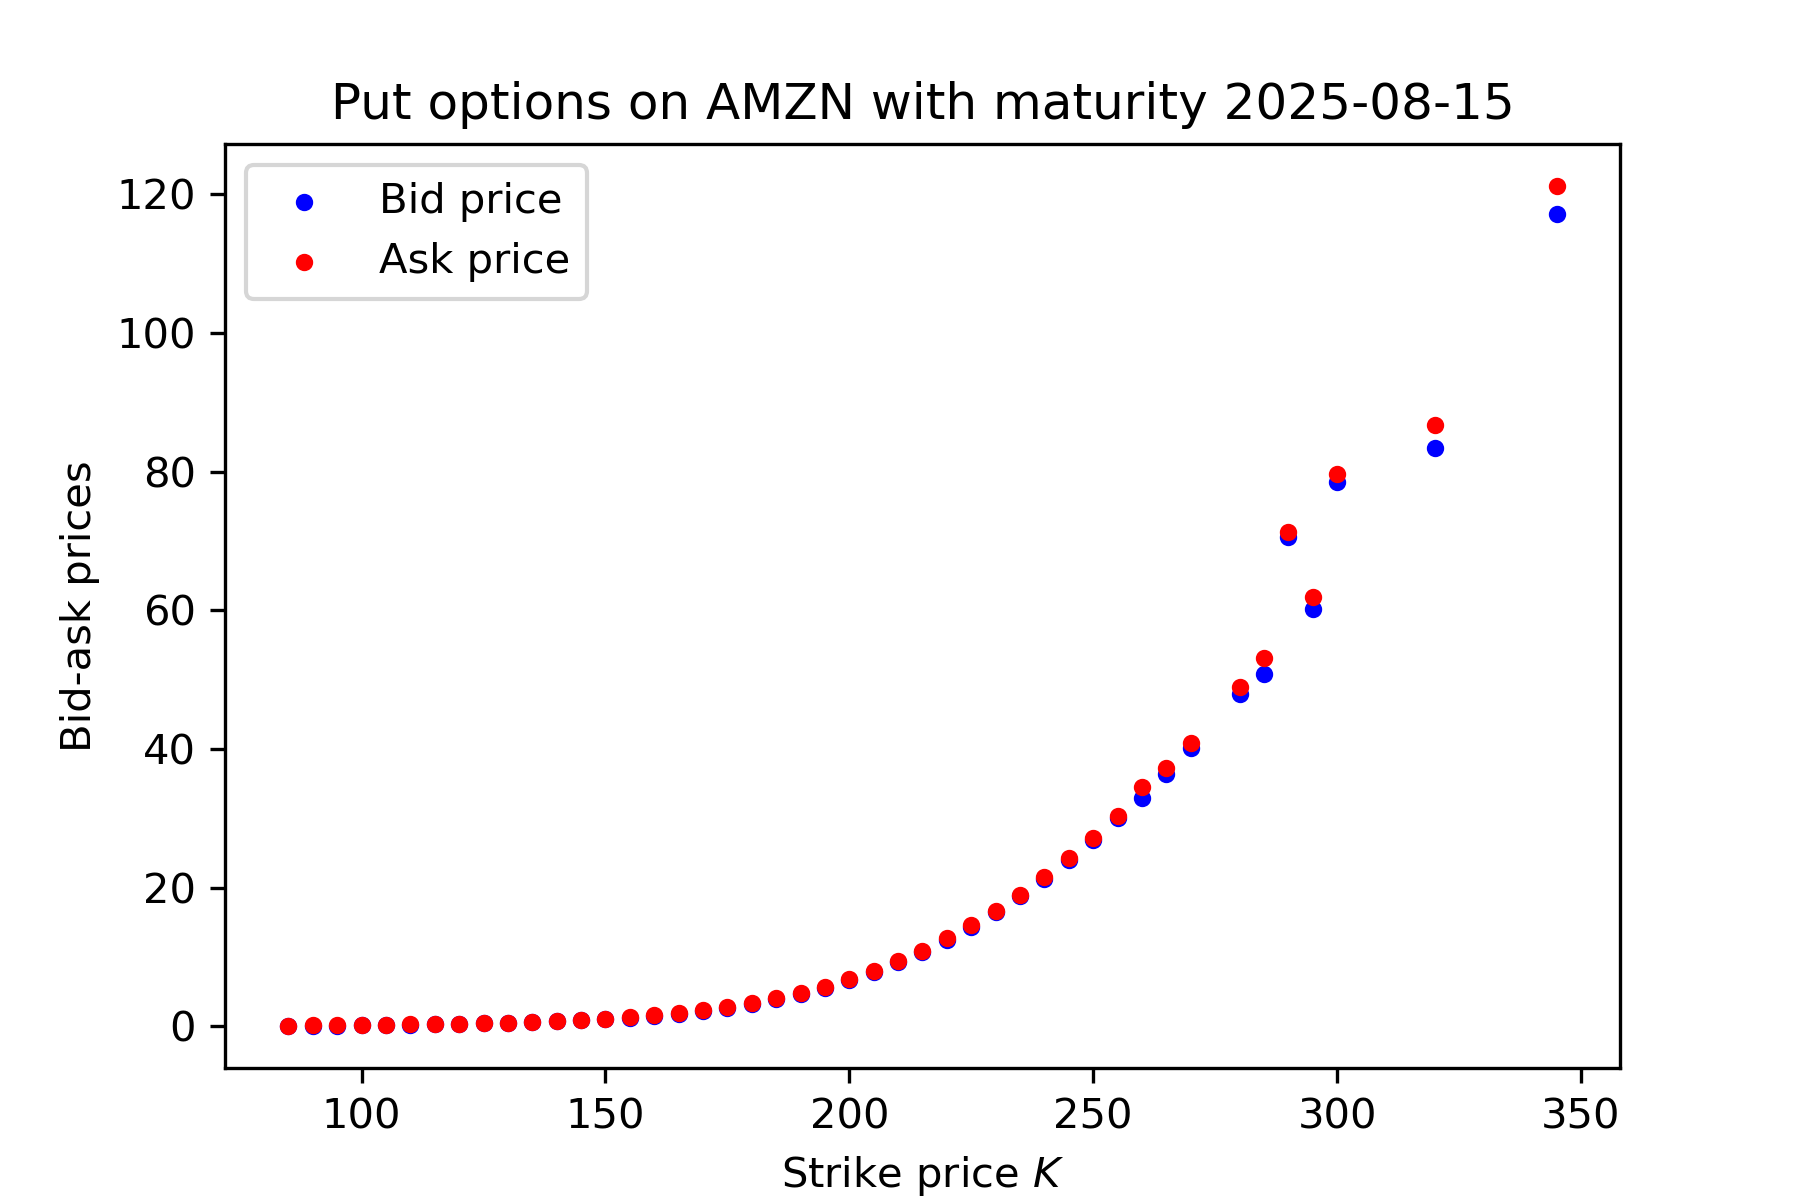 Put options on AMZN with maturity 2025-08-15
Bid price
Ask price
120
100
80
60
40
20
0
Bid-ask prices
100 150 200 250 300 350
Strike price K